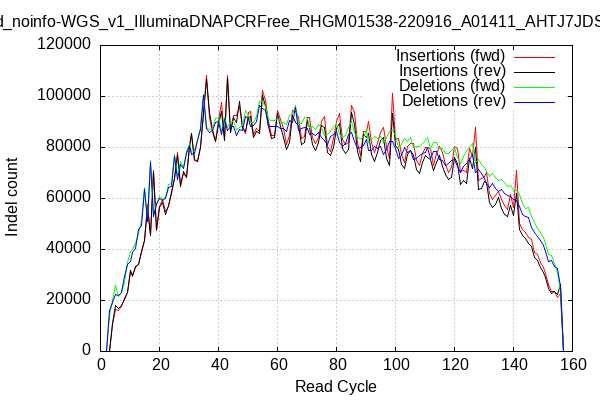 d_noinfo-WGS_v1_IlluminaDNAPCRFree_RHGM01538-220916_A01411_AHTJ7JDS
Insertions (fwd)
Insertions (rev)
Deletions (fwd)
Deletions (rev)
120000
100000
80000
60000
40000
20000
0
Indel count
0 20 40 60 80 100 120 140 160
Read Cycle